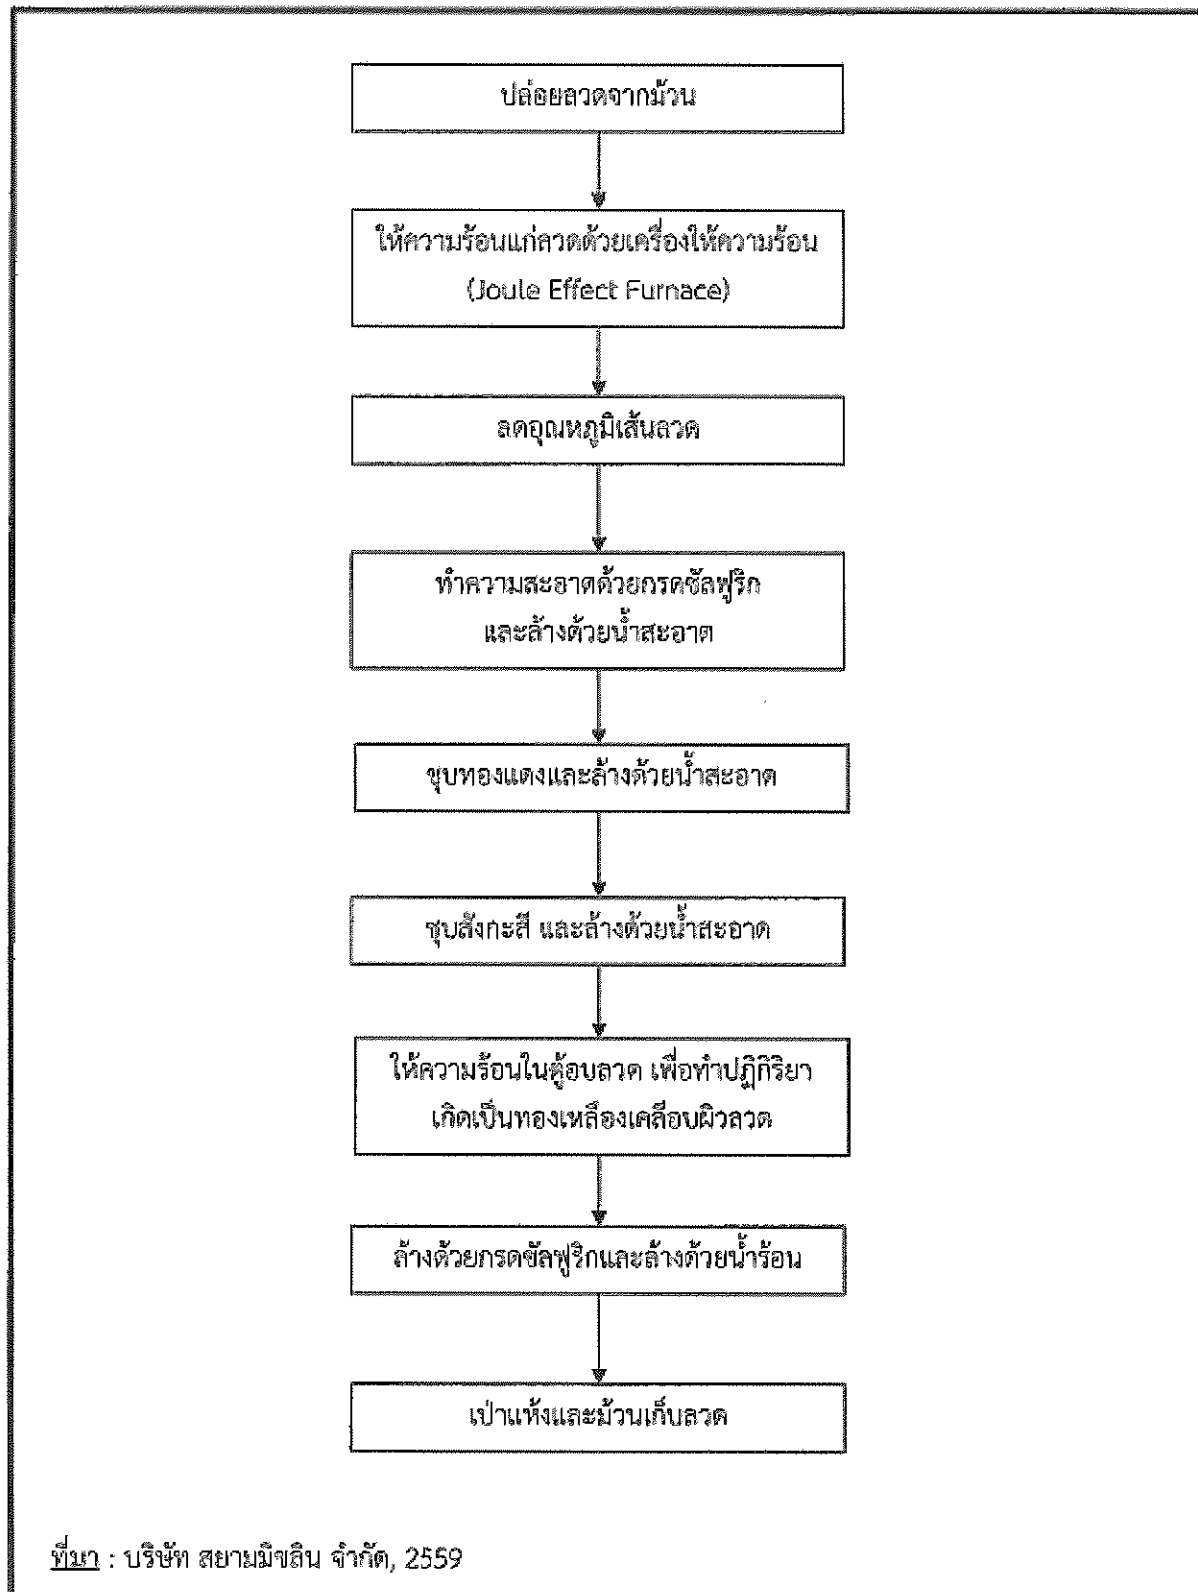 ปล่อยลวดจากม้วน
ให้ความร้อนแก่ลวดด้วยเครื่องให้ความร้อน
(Joule Effect Furnace)
ลดอุณหภูมิเส้นลวด
ทำความสะอาดด้วยกรดซัลฟูริก
และล้างด้วยน้ำสะอาด
ชุบทองแดงและล้างด้วยน้ำสะอาด
ชุบสังกะสี และล้างด้วยน้ำสะอาด
ให้ความร้อนในตู้อบลวด เพื่อทำปฏิกิริยา
เกิดเป็นทองเหลืองเคลือบผิวลวด
ล้างด้วยกรดซัลฟูริกและล้างด้วยน้ำร้อน
เป่าแห้งและม้วนเก็บลวด
ที่มา : บริษัท สยามมิชลิน จำกัด, 2559